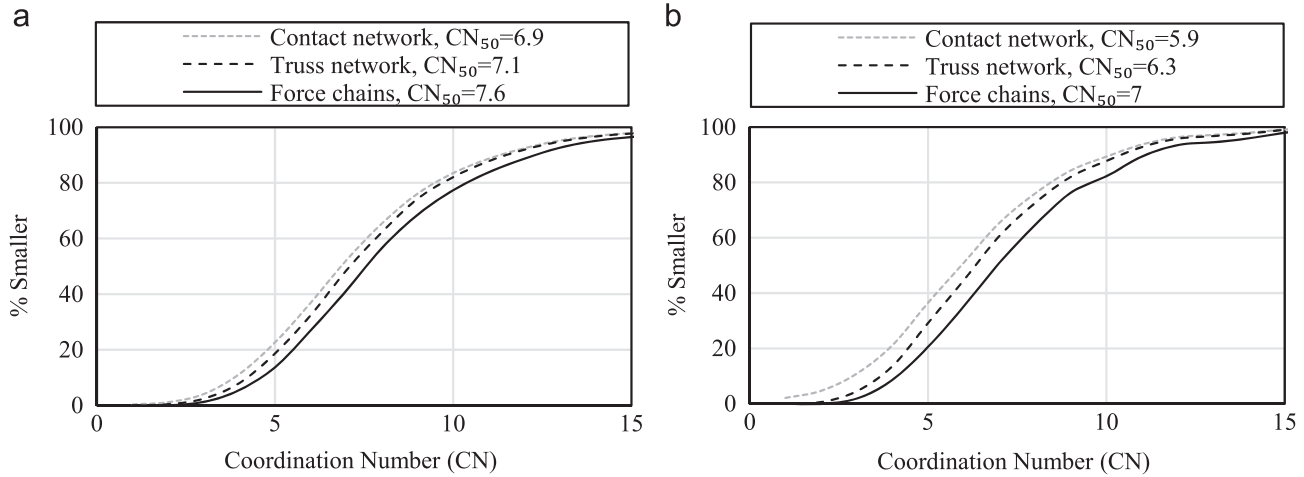 a
Contact network, CN₅₀=6.9
Truss network, CN₅₀=7.1
Force chains, CN₅₀=7.6
100
80
60
40
20
0
0 5 10 15
% Smaller
Coordination Number (CN)
b
Contact network, CN₅₀=5.9
Truss network, CN₅₀=6.3
Force chains, CN₅₀=7
100
80
60
40
20
0
0 5 10 15
% Smaller
Coordination Number (CN)